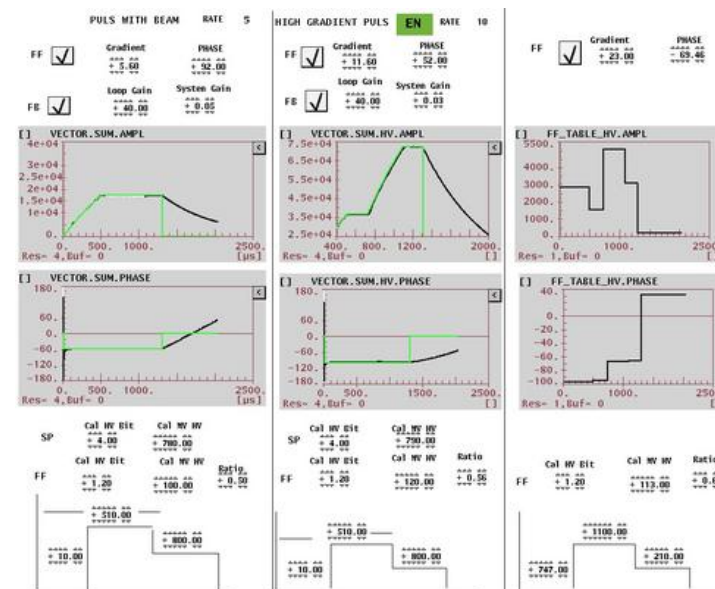 PULS WITH BEAM RATE 5
FF Gradient PHASE
+ 5.60 + 92.00
Loop Gain System Gain
FB + 40.00 + 0.05
[] VECTOR.SUM.AMPL
<
4e+04
3e+04
2.5e+04
2e+04
1e+04
0.
0. 500. 1500. 2500.
Res= 4,Buf= 0 [µs]
[] VECTOR.SUM.PHASE
<
180.
60.
0.
-60.
-120.
-180.
0. 500. 1500. 2500.
Res= 4,Buf= 0 [µs]
Cal HV Bit Cal MV HV
SP + 4.00 + 780.00
Cal HV Bit Cal MV HV Ratio
FF + 1.20 + 100.00 + 0.50
+ 510.00
+ 10.00 + 800.00
HIGH GRADIENT PULS EN RATE 10
Gradient PHASE
FF + 11.60 + 52.00
Loop Gain System Gain
FB + 40.00 + 0.03
[] VECTOR.SUM.HV.AMPL
<
7.5e+04
6.5e+04
5.5e+04
4.5e+04
3.5e+04
2.5e+04
400. 800. 1200. 2000.
Res= 4,Buf= 0 []
[] VECTOR.SUM.HV.PHASE
<
180.
60.
0.
-60.
-120.
-180.
0. 500. 1500. 2500.
Res= 4,Buf= 0 []
Cal HV Bit Cal MV HV
SP + 4.00 + 790.00
Cal HV Bit Cal MV HV Ratio
FF + 1.20 + 120.00 + 0.56
+ 510.00
+ 10.00 + 800.00
Gradient PHASE
FF + 23.00 - 69.46
[] FF_TABLE_HV.AMPL
5500.
4000.
3000.
2000.
1000.
0.
0. 1000. 250
Res= 1,Buf= 0 []
[] FF_TABLE_HV.PHASE
40.
0.
-20.
-40.
-60.
-80.
-100.
0. 1000. 250
Res= 1,Buf= 0 []
Cal HV Bit Cal MV HV Ratio
FF + 1.20 + 113.00
+ 1100.00
+ 747.00 + 210.00